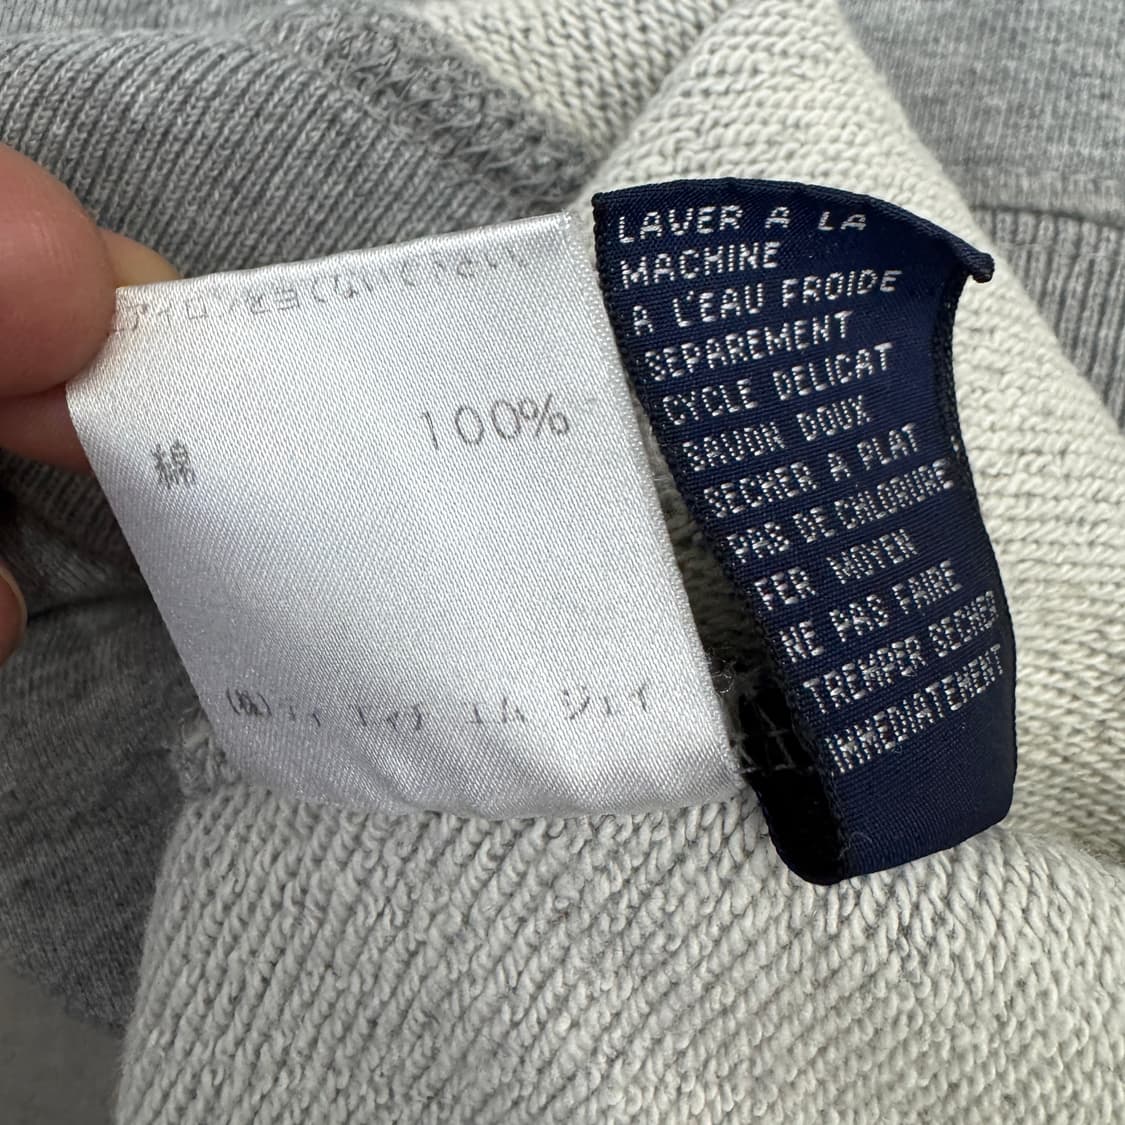 綿 100%
LAVER A LA
MACHINE
A L'EAU FROIDE
SEPAREMENT
CYCLE DELICAT
SAVON DOUX
SECHER A PLAT
PAS DE CHLORURE
FER MOYEN
NE PAS FAIRE
TREMPER SECHER
IMMEDIATEMENT